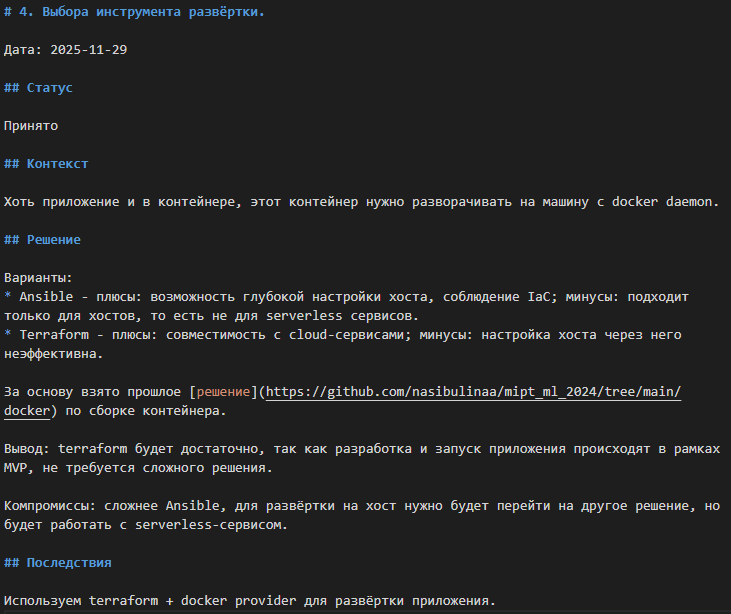 # 4. Выбора инструмента развёртки.
Дата: 2025-11-29
## Статус
Принято
## Контекст
Хоть приложение и в контейнере, этот контейнер нужно разворачивать на машину с docker daemon.
## Решение
Варианты:
* Ansible - плюсы: возможность глубокой настройки хоста, соблюдение IaC; минусы: подходит
только для хостов, то есть не для serverless сервисов.
* Terraform - плюсы: совместимость с cloud-сервисами; минусы: настройка хоста через него
неэффективна.
За основу взято прошлое [решение](https://github.com/nasibulinaa/mipt_ml_2024/tree/main/
docker) по сборке контейнера.
Вывод: terraform будет достаточно, так как разработка и запуск приложения происходят в рамках
MVP, не требуется сложного решения.
Компромиссы: сложнее Ansible, для развёртки на хост нужно будет перейти на другое решение, но
будет работать с serverless-сервисом.
## Последствия
Используем terraform + docker provider для развёртки приложения.